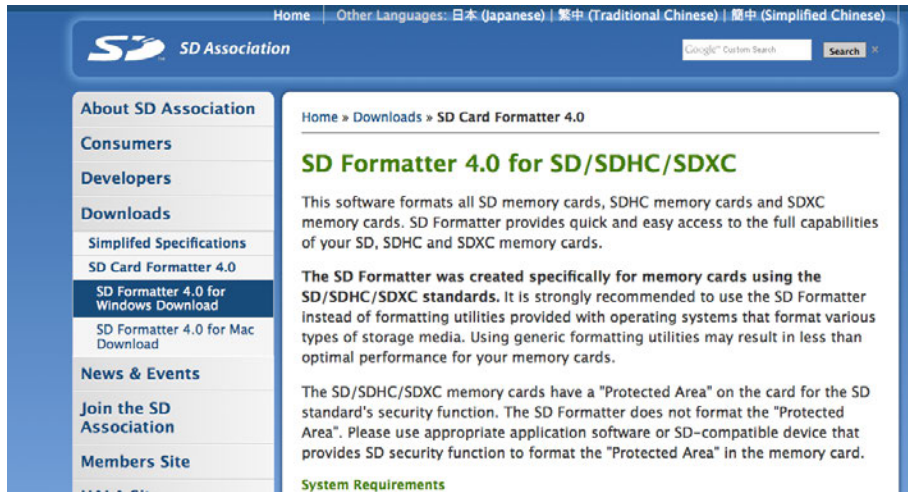 Home | Other Languages: 日本 (Japanese) | 繁中 (Traditional Chinese) | 簡中 (Simplified Chinese)
SD Association
Google™ Custom Search
Search ×
About SD Association
Consumers
Developers
Downloads
Simplifed Specifications
SD Card Formatter 4.0
SD Formatter 4.0 for
Windows Download
SD Formatter 4.0 for Mac
Download
News & Events
Join the SD
Association
Members Site
Home » Downloads » SD Card Formatter 4.0
SD Formatter 4.0 for SD/SDHC/SDXC
This software formats all SD memory cards, SDHC memory cards and SDXC
memory cards. SD Formatter provides quick and easy access to the full capabilities
of your SD, SDHC and SDXC memory cards.
The SD Formatter was created specifically for memory cards using the
SD/SDHC/SDXC standards. It is strongly recommended to use the SD Formatter
instead of formatting utilities provided with operating systems that format various
types of storage media. Using generic formatting utilities may result in less than
optimal performance for your memory cards.
The SD/SDHC/SDXC memory cards have a "Protected Area" on the card for the SD
standard's security function. The SD Formatter does not format the "Protected
Area". Please use appropriate application software or SD-compatible device that
provides SD security function to format the "Protected Area" in the memory card.
System Requirements